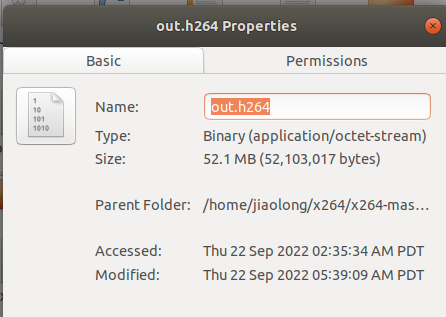 out.h264 Properties
Basic Permissions
1
10
101
1010
Name: out.h264
Type: Binary (application/octet-stream)
Size: 52.1 MB (52,103,017 bytes)
Parent Folder: /home/jiaolong/x264/x264-mas…
Accessed: Thu 22 Sep 2022 02:35:34 AM PDT
Modified: Thu 22 Sep 2022 05:39:09 AM PDT